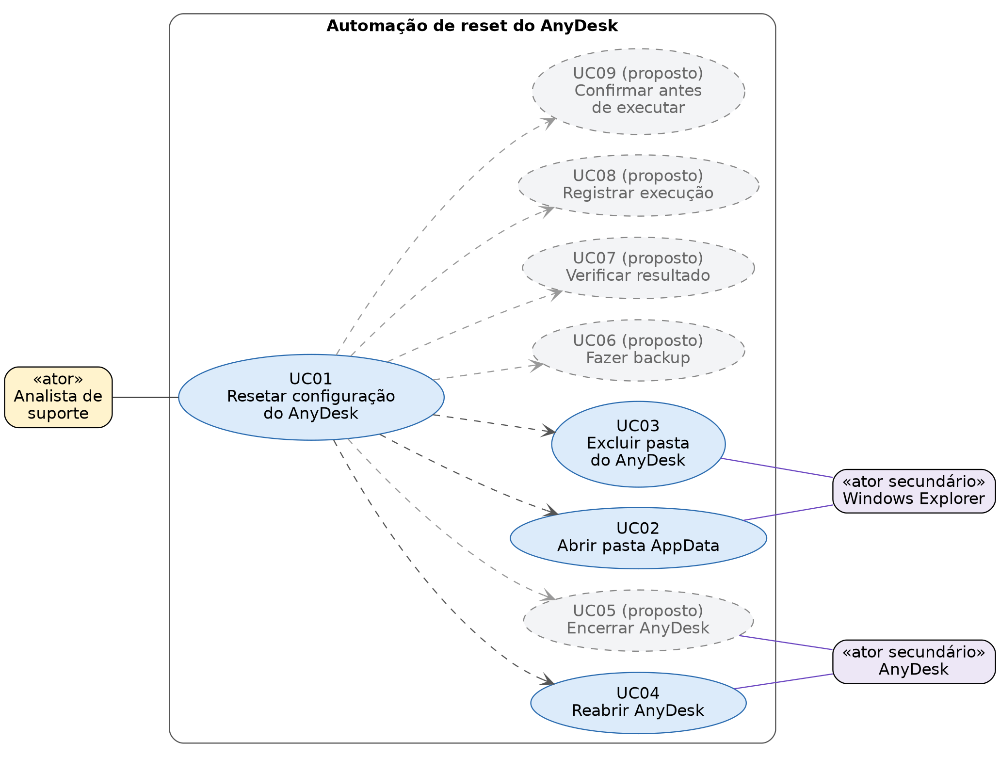 Automação de reset do AnyDesk
UC09 (proposto)
Confirmar antes
de executar
UC08 (proposto)
Registrar execução
UC07 (proposto)
Verificar resultado
UC06 (proposto)
Fazer backup
«ator»
Analista de
suporte
UC01
Resetar configuração
do AnyDesk
UC03
Excluir pasta
do AnyDesk
«ator secundário»
Windows Explorer
UC02
Abrir pasta AppData
UC05 (proposto)
Encerrar AnyDesk
«ator secundário»
AnyDesk
UC04
Reabrir AnyDesk